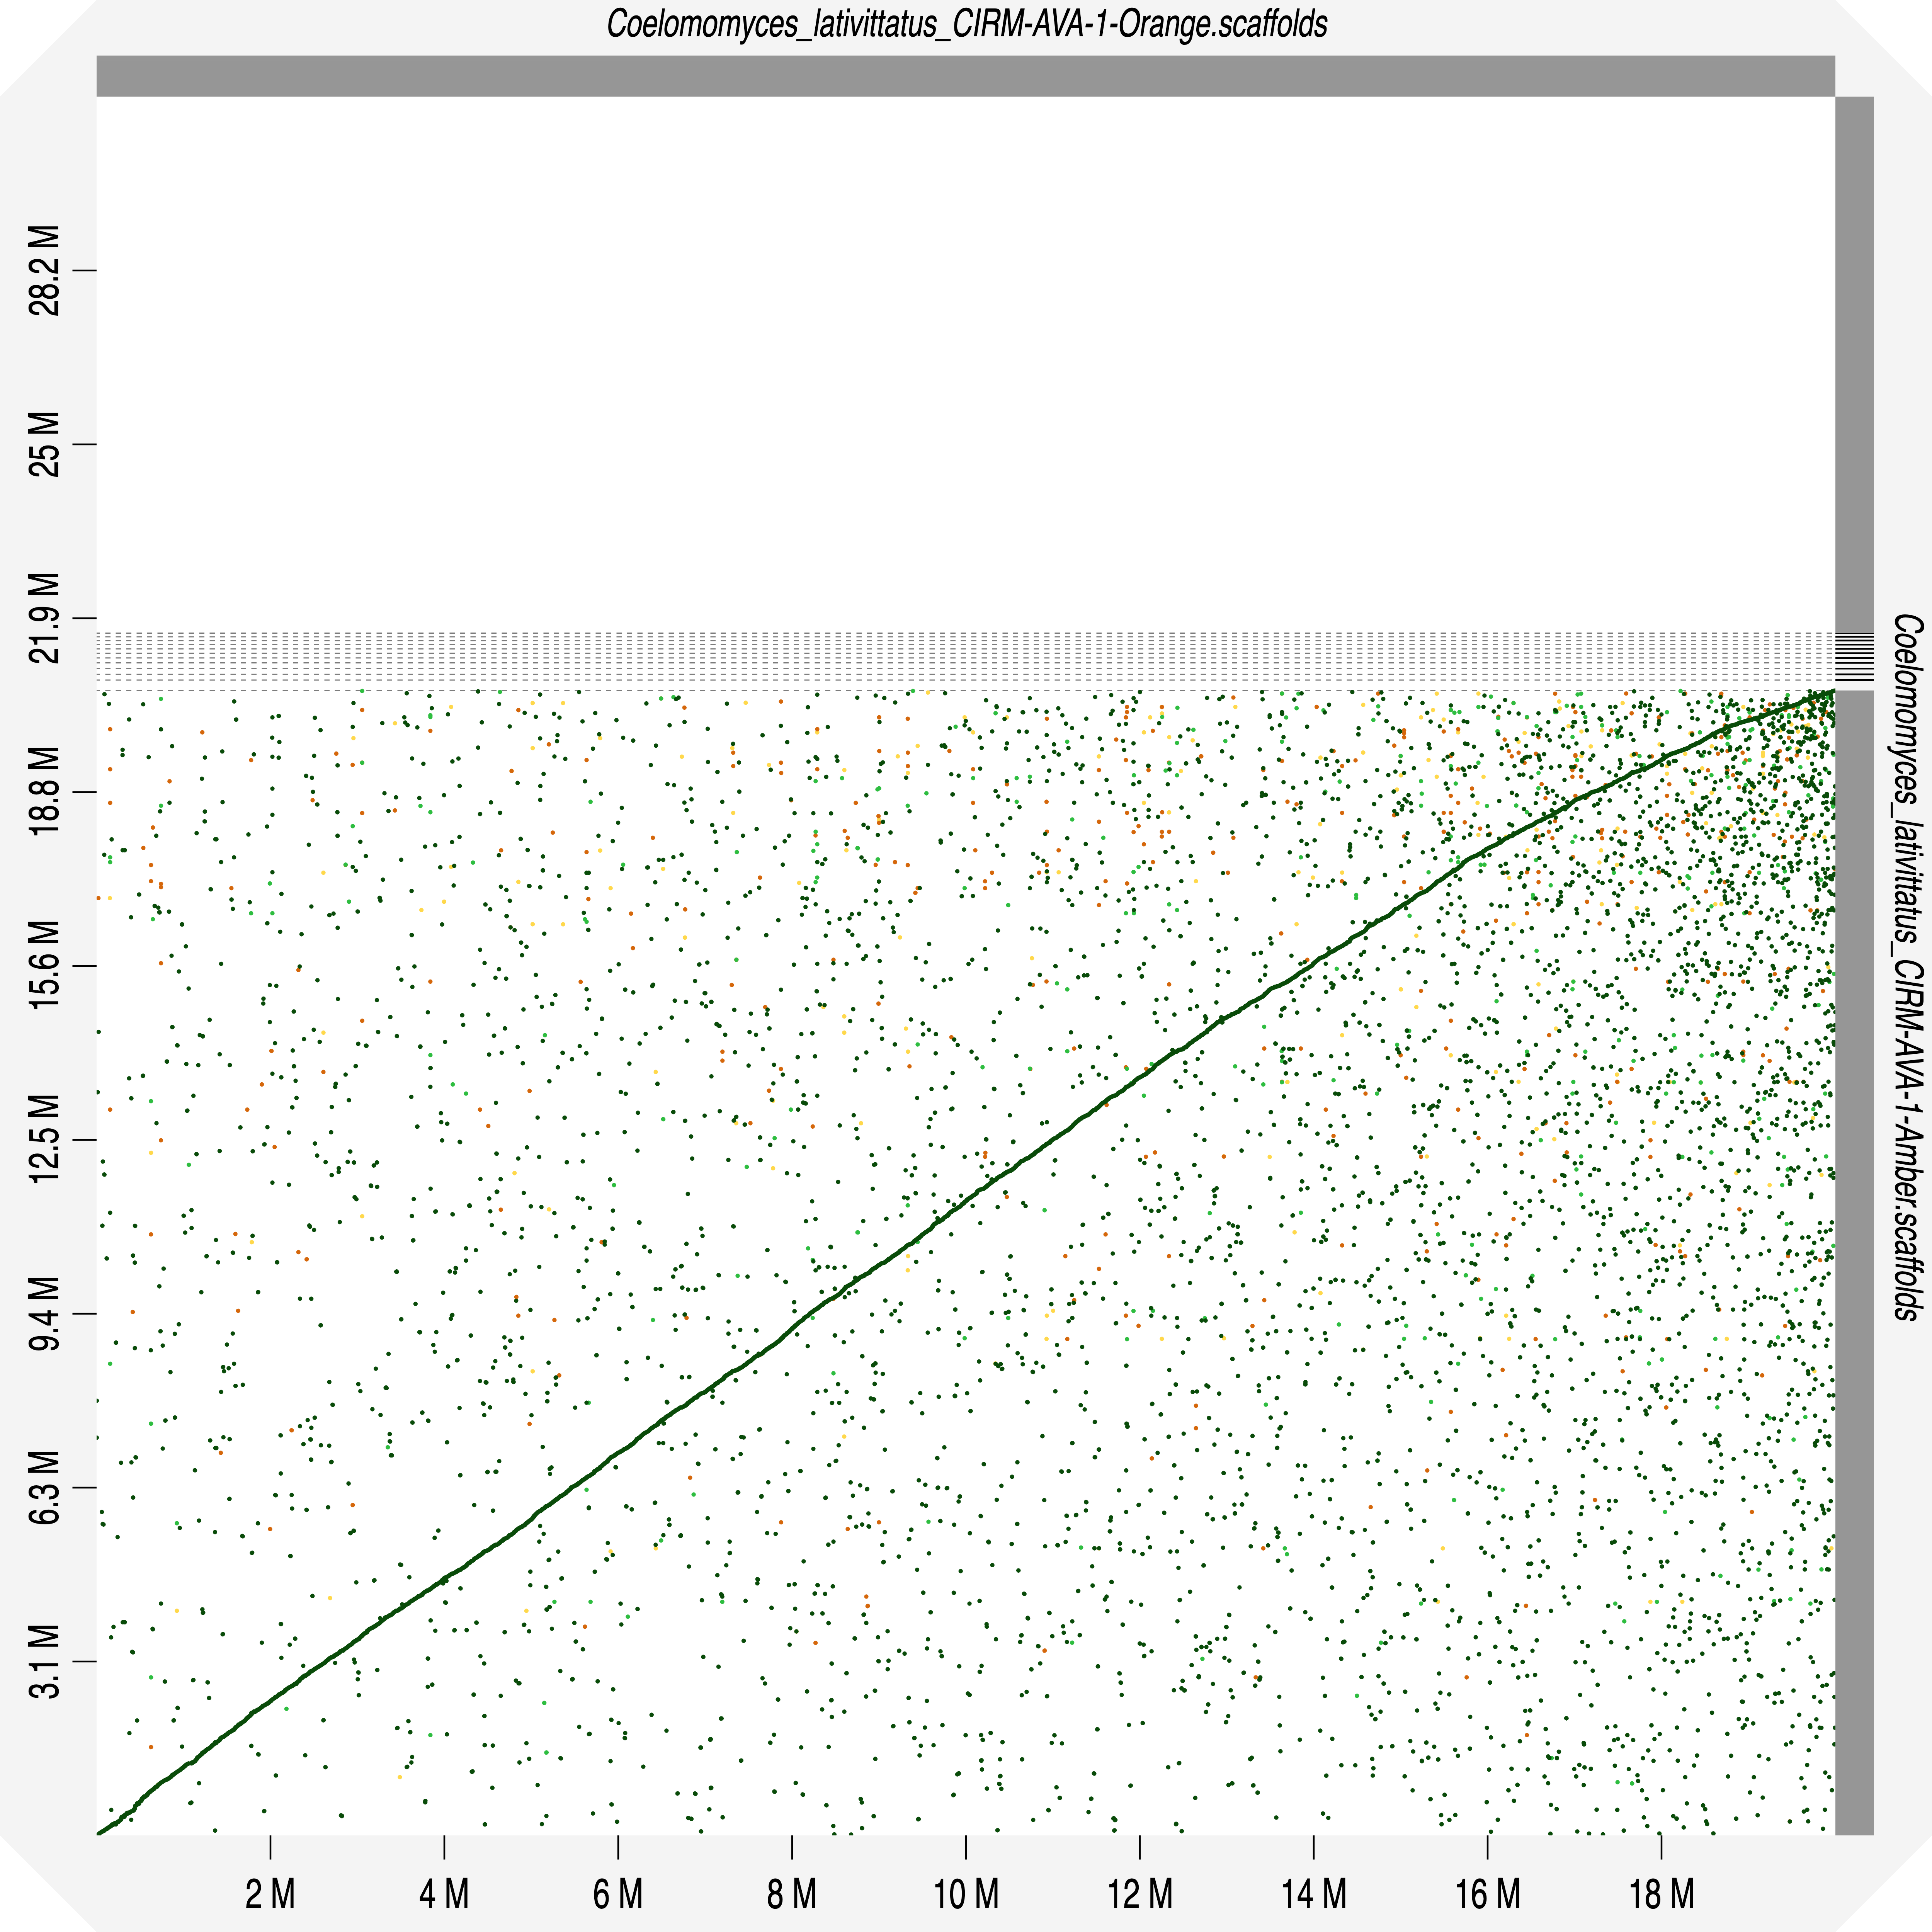 Coelomomyces_lativittatus_CIRM-AVA-1-Orange.scaffolds
28.2 M
25 M
21.9 M
18.8 M
15.6 M
12.5 M
9.4 M
6.3 M
3.1 M
Coelomomyces_lativittatus_CIRM-AVA-1-Amber.scaffolds
2 M
4 M
6 M
8 M
10 M
12 M
14 M
16 M
18 M